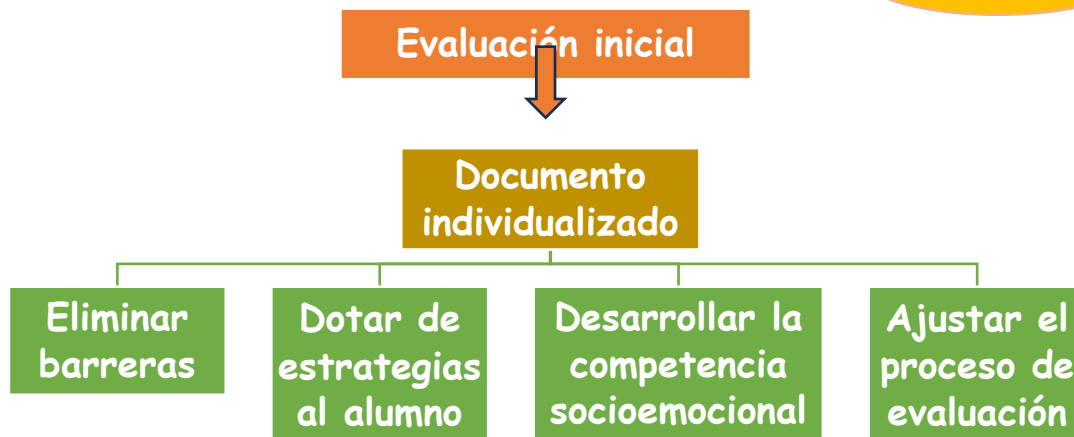 Evaluación inicial
Documento
individualizado
Eliminar
barreras
Dotar de
estrategias
al alumno
Desarrollar la
competencia
socioemocional
Ajustar el
proceso de
evaluación